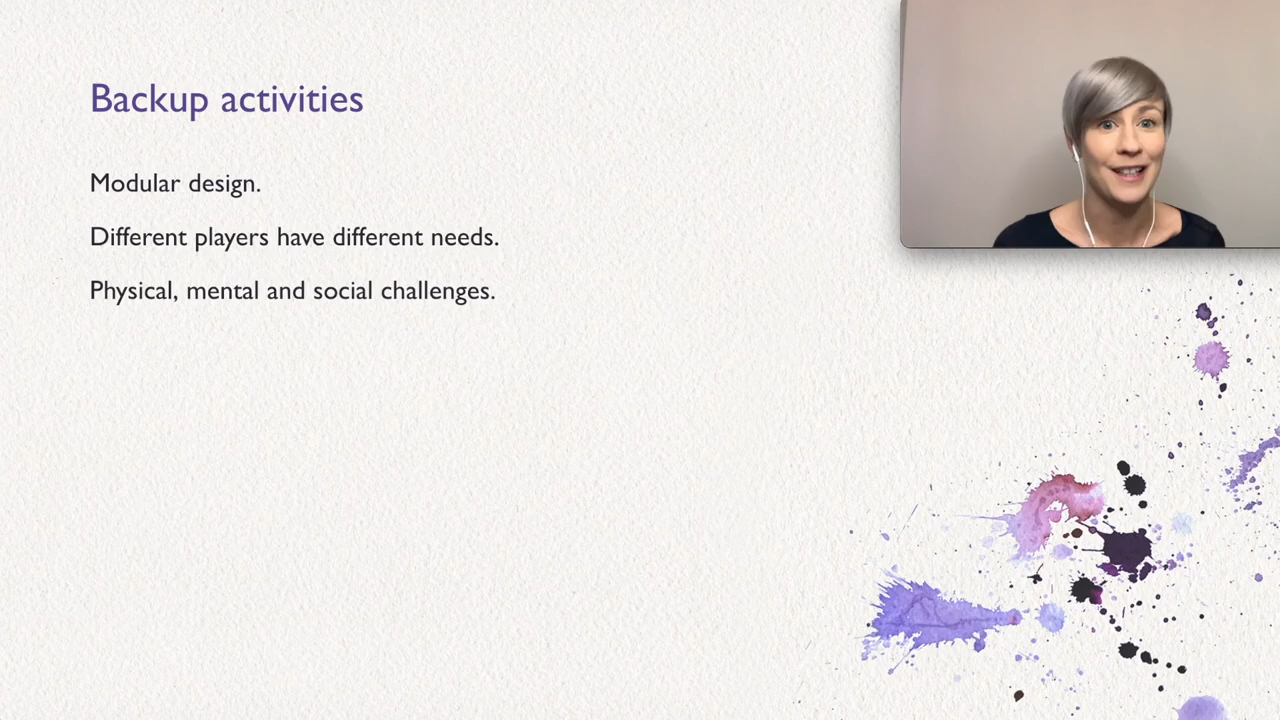 Backup activities
Modular design.
Different players have different needs.
Physical, mental and social challenges.